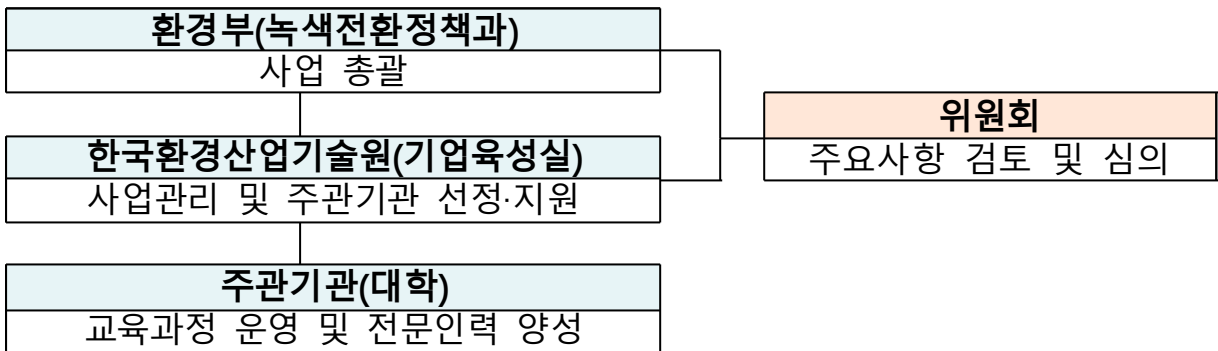 환경부(녹색전환정책과)
사업 총괄
한국환경산업기술원(기업육성실)
사업관리 및 주관기관 선정·지원
주관기관(대학)
교육과정 운영 및 전문인력 양성
위원회
주요사항 검토 및 심의